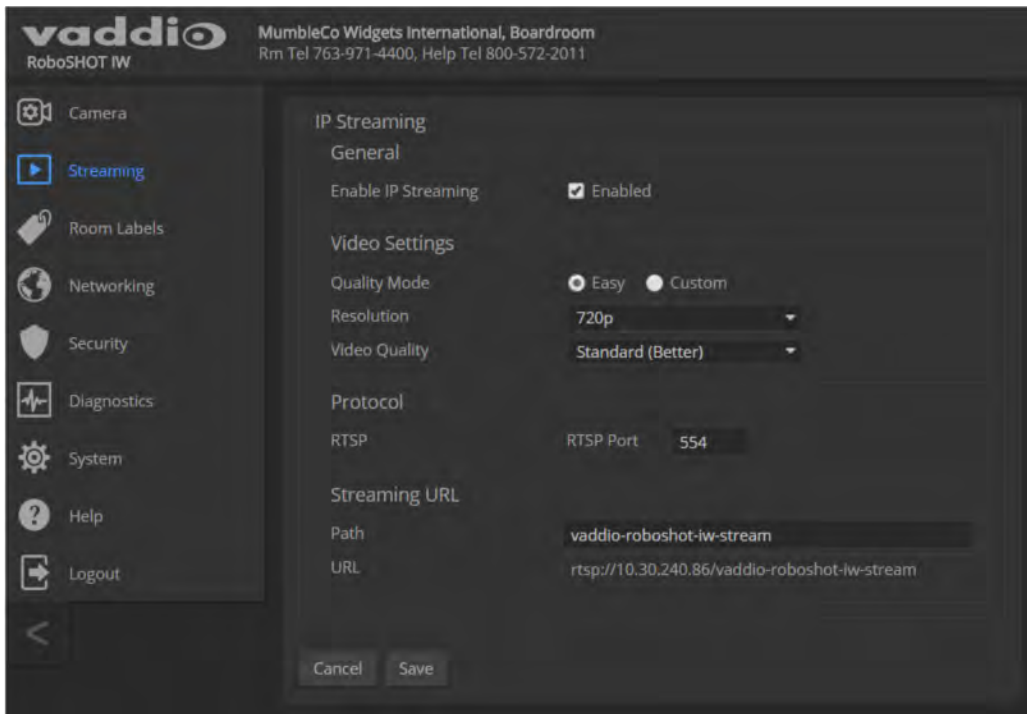 vaddio
RoboSHOT IW
MumbleCo Widgets International, Boardroom
Rm Tel 763-971-4400, Help Tel 800-572-2011
Camera
Streaming
Room Labels
Networking
Security
Diagnostics
System
Help
Logout
IP Streaming
General
Enable IP Streaming Enabled
Video Settings
Quality Mode Easy Custom
Resolution 720p
Video Quality Standard (Better)
Protocol
RTSP RTSP Port 554
Streaming URL
Path vaddio-roboshot-iw-stream
URL rtsp://10.30.240.86/vaddio-roboshot-iw-stream
Cancel Save